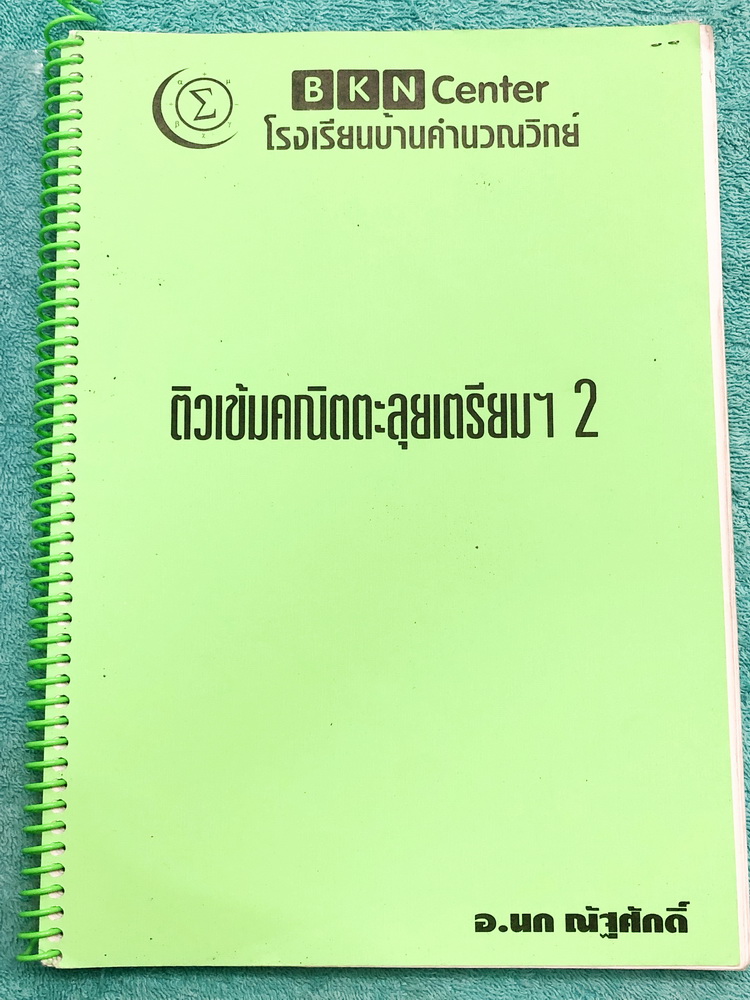 Σ
BKN Center
โรงเรียนบ้านคำนวณวิทย์
ติวเข้มคณิตตะลุยเตรียมฯ 2
อ.นก ณัฐศักดิ์